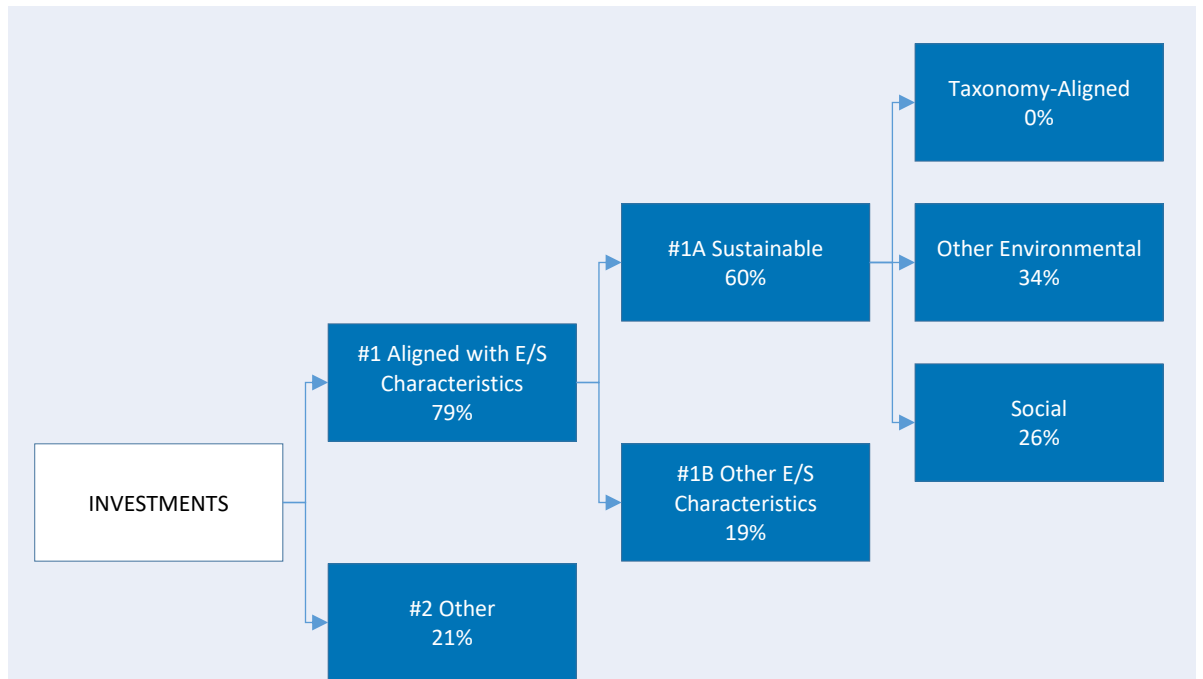 INVESTMENTS
#1 Aligned with E/S
Characteristics
79%
#2 Other
21%
#1A Sustainable
60%
#1B Other E/S
Characteristics
19%
Taxonomy-Aligned
0%
Other Environmental
34%
Social
26%